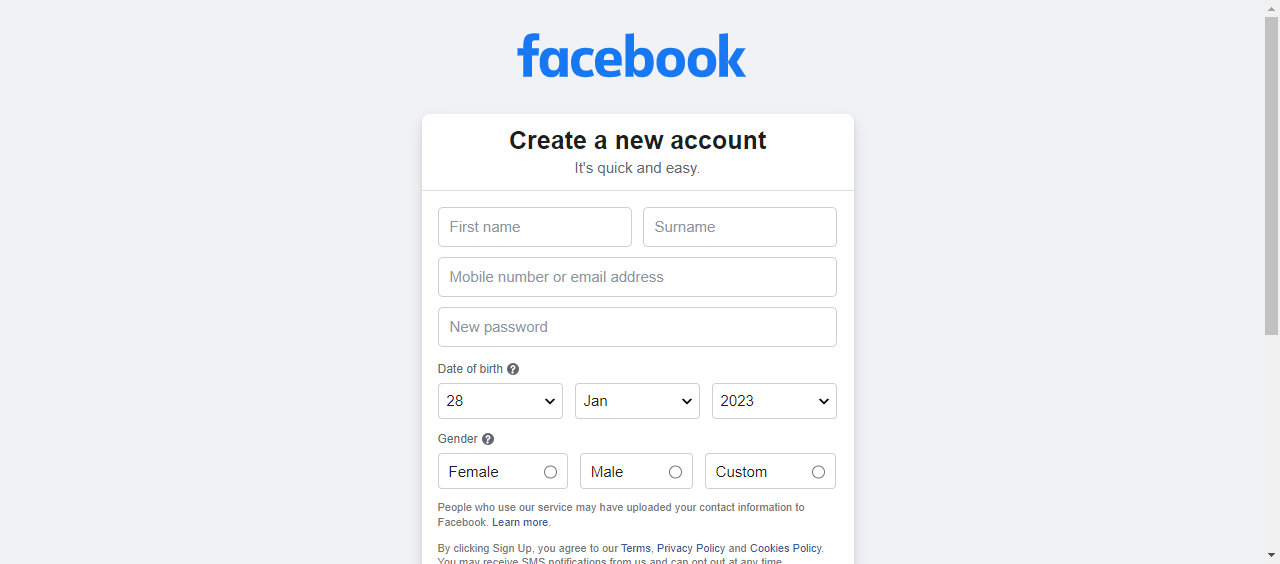 facebook
Create a new account
It's quick and easy.
First name Surname
Mobile number or email address
New password
Date of birth ?
28 Jan 2023
Gender ?
Female Male Custom
People who use our service may have uploaded your contact information to
Facebook. Learn more.
By clicking Sign Up, you agree to our Terms, Privacy Policy and Cookies Policy.
You may receive SMS notifications from us and can opt out at any time.